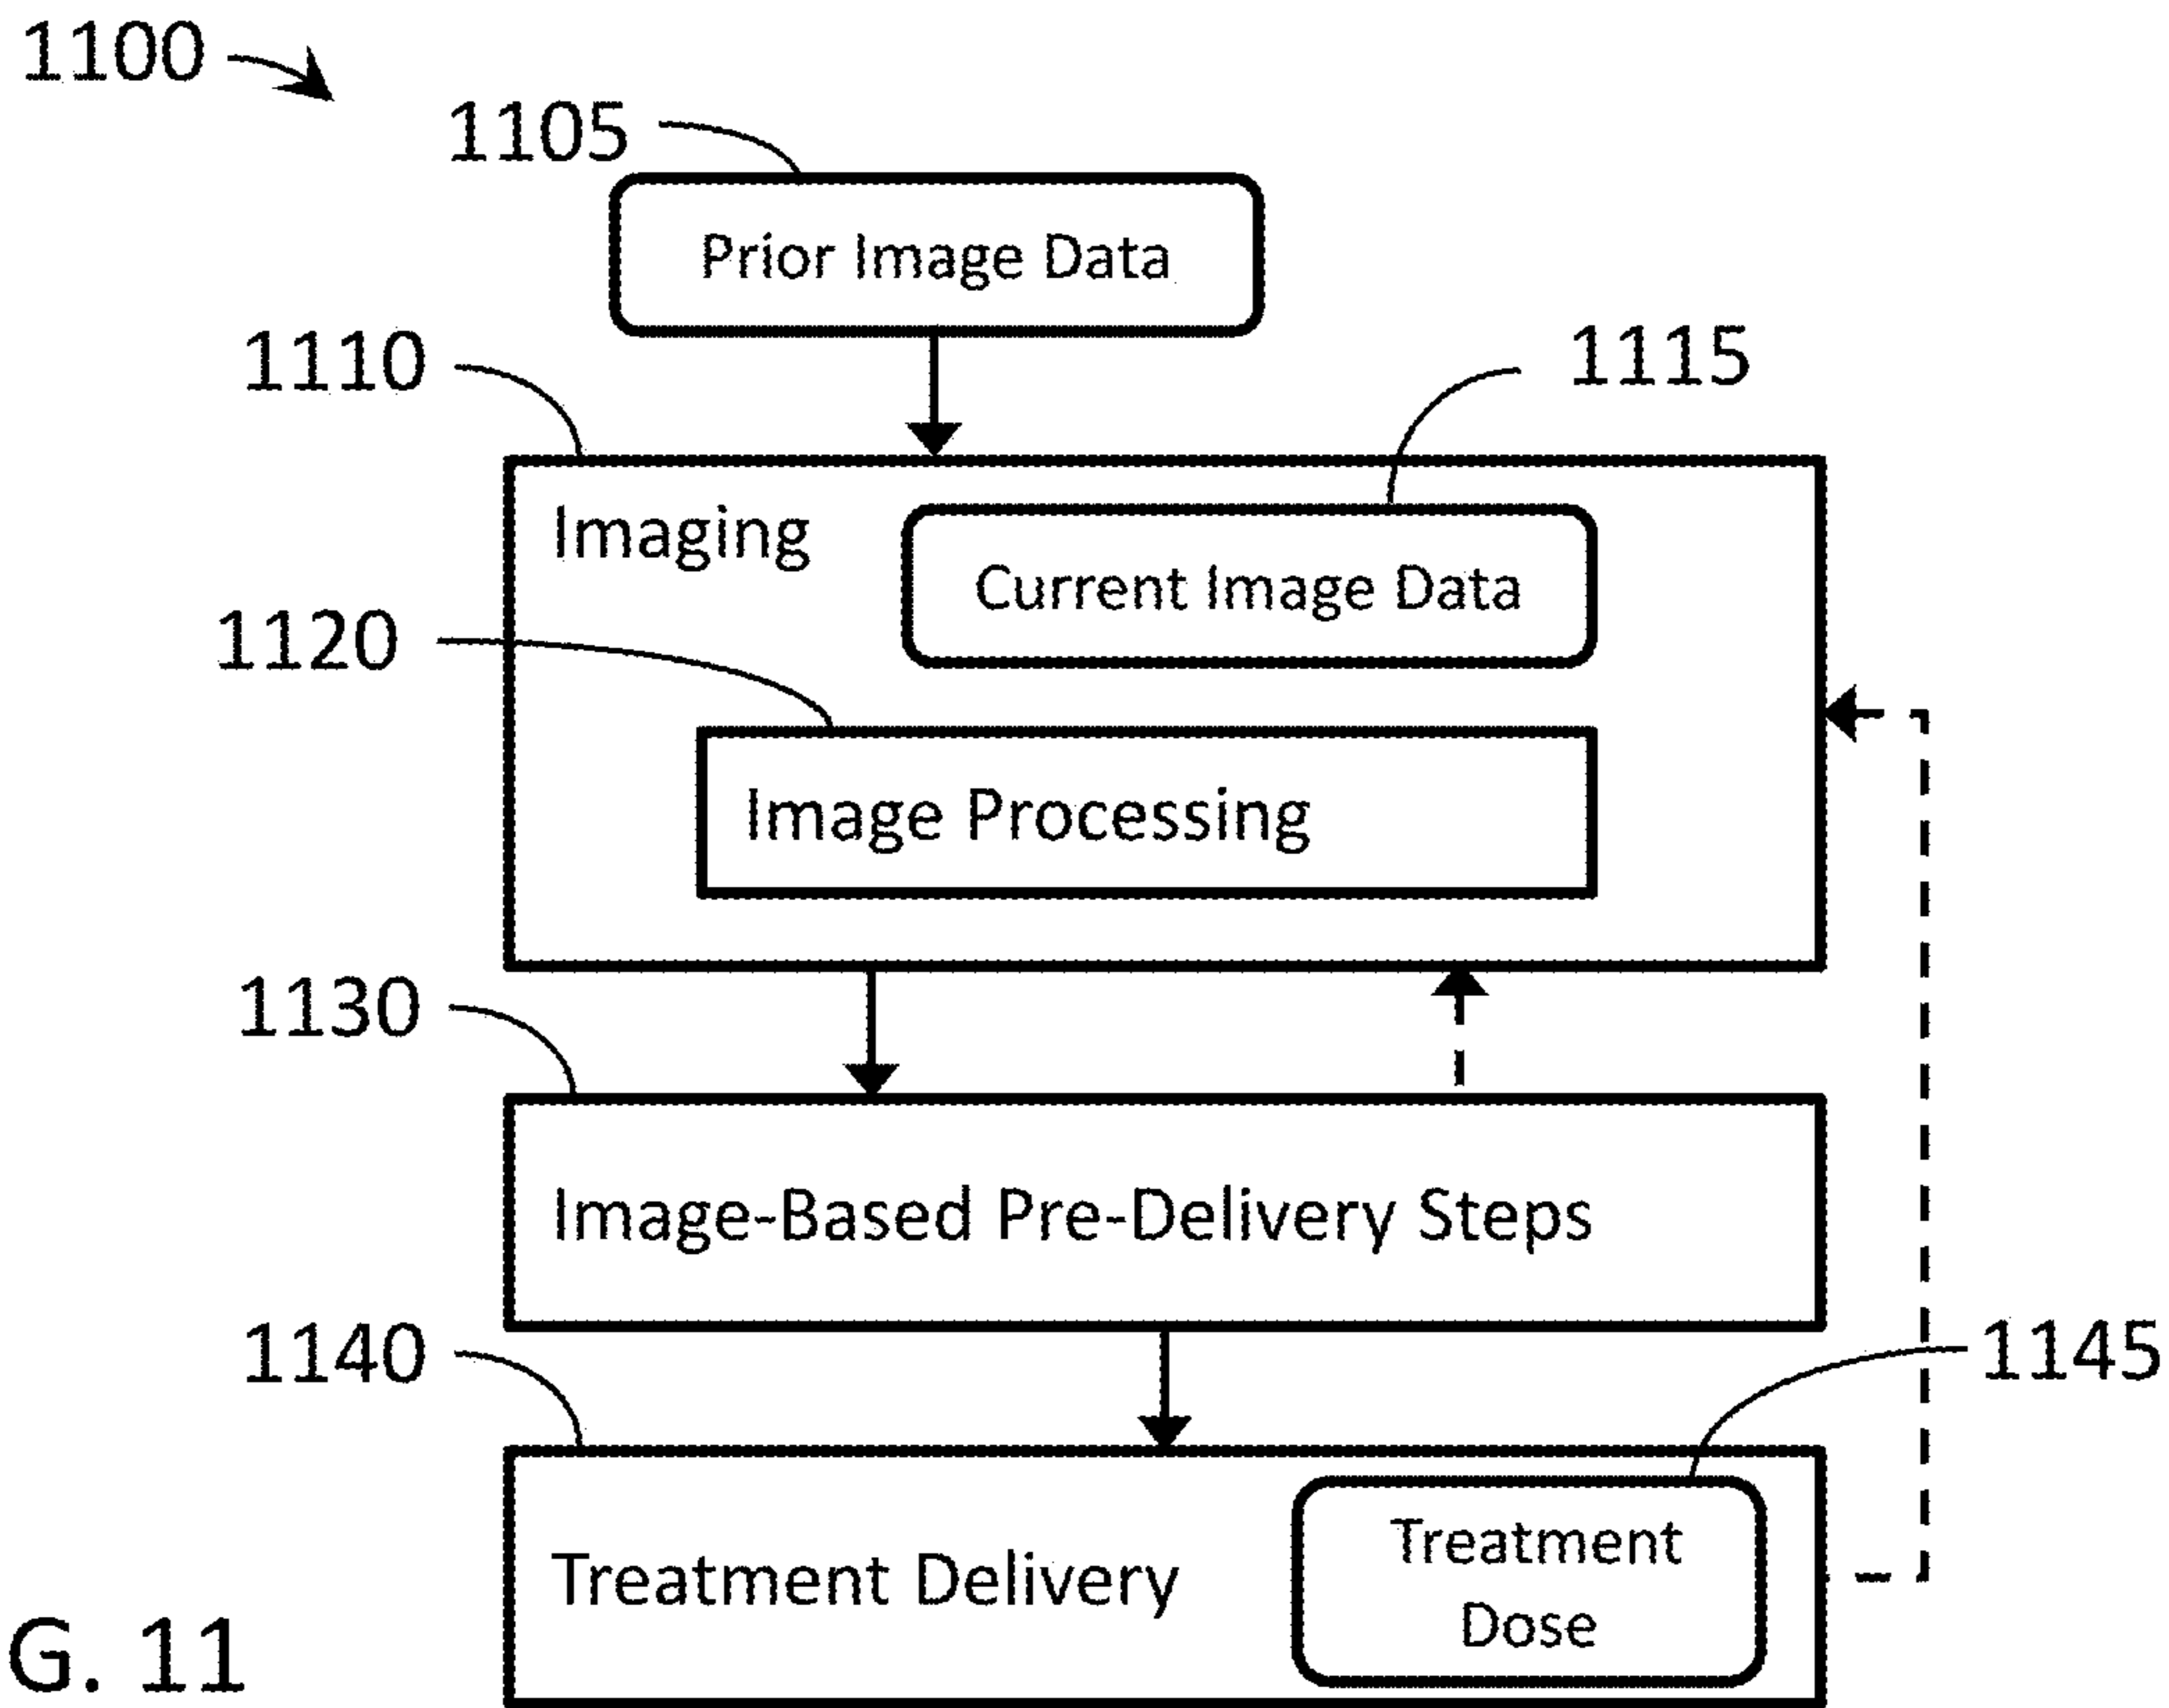 1100
1105
Prior Image Data
1110
1115
Imaging
Current Image Data
1120
Image Processing
1130
Image-Based Pre-Delivery Steps
1140
1145
Treatment Delivery
Treatment
Dose
G. 11